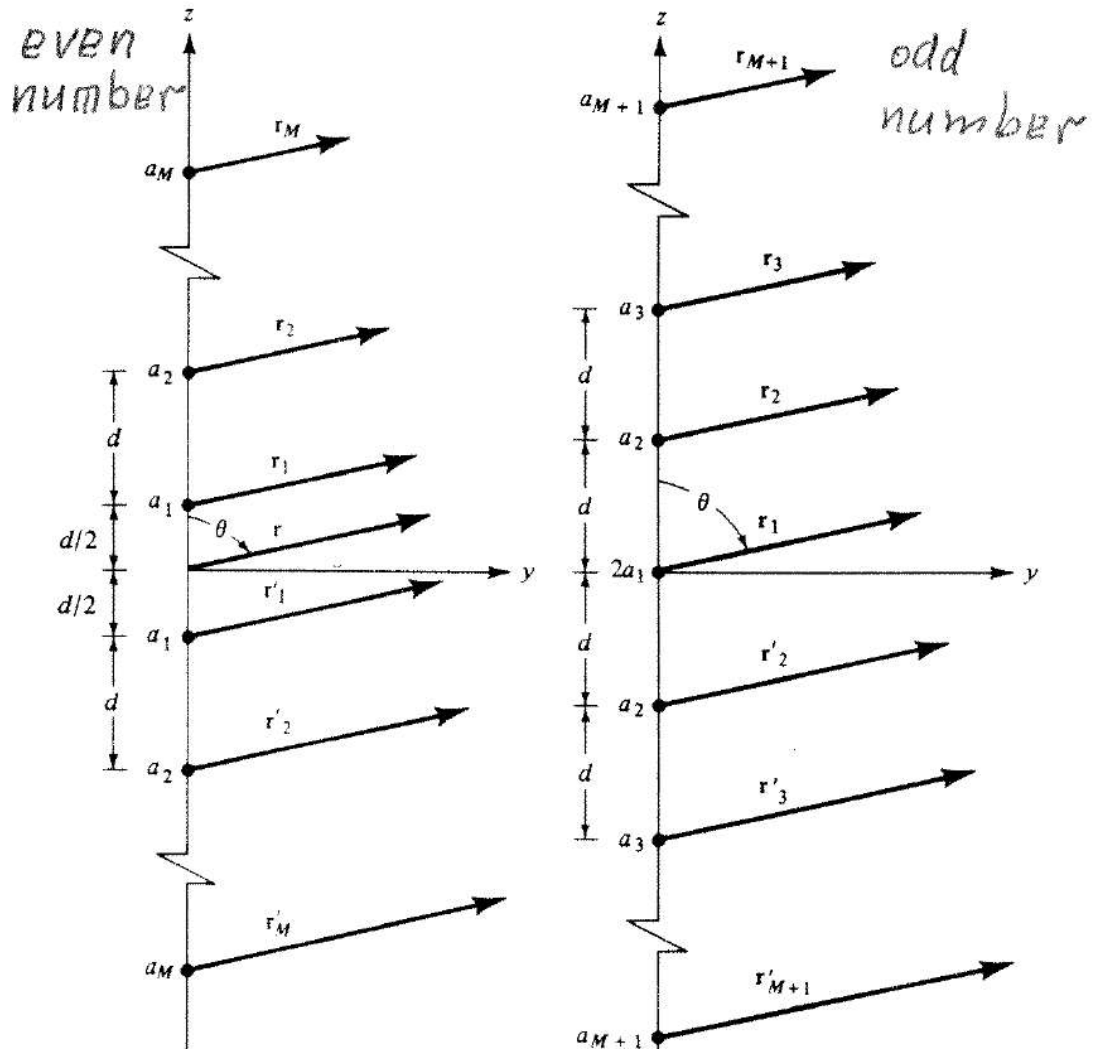 even
number
z
r_M
a_M
r_2
a_2
d
r_1
a_1
θ
r
d/2
y
d/2
r'_1
a_1
d
r'_2
a_2
r'_M
a_M
odd
number
z
r_{M+1}
a_{M+1}
r_3
a_3
d
r_2
a_2
d
θ
r_1
2a_1
y
d
r'_2
a_2
d
r'_3
a_3
r'_{M+1}
a_{M+1}